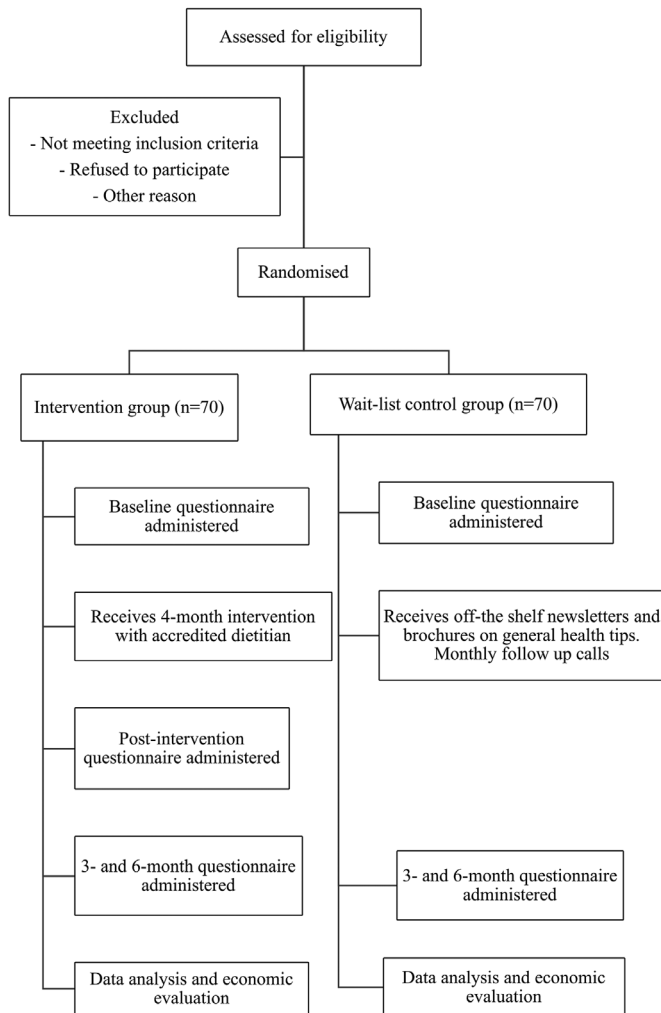 Assessed for eligibility
Excluded
- Not meeting inclusion criteria
- Refused to participate
- Other reason
Randomised
Intervention group (n=70)
Wait-list control group (n=70)
Baseline questionnaire
administered
Baseline questionnaire
administered
Receives 4-month intervention
with accredited dietitian
Receives off-the shelf newsletters and
brochures on general health tips.
Monthly follow up calls
Post-intervention
questionnaire administered
3- and 6-month questionnaire
administered
3- and 6-month questionnaire
administered
Data analysis and economic
evaluation
Data analysis and economic
evaluation